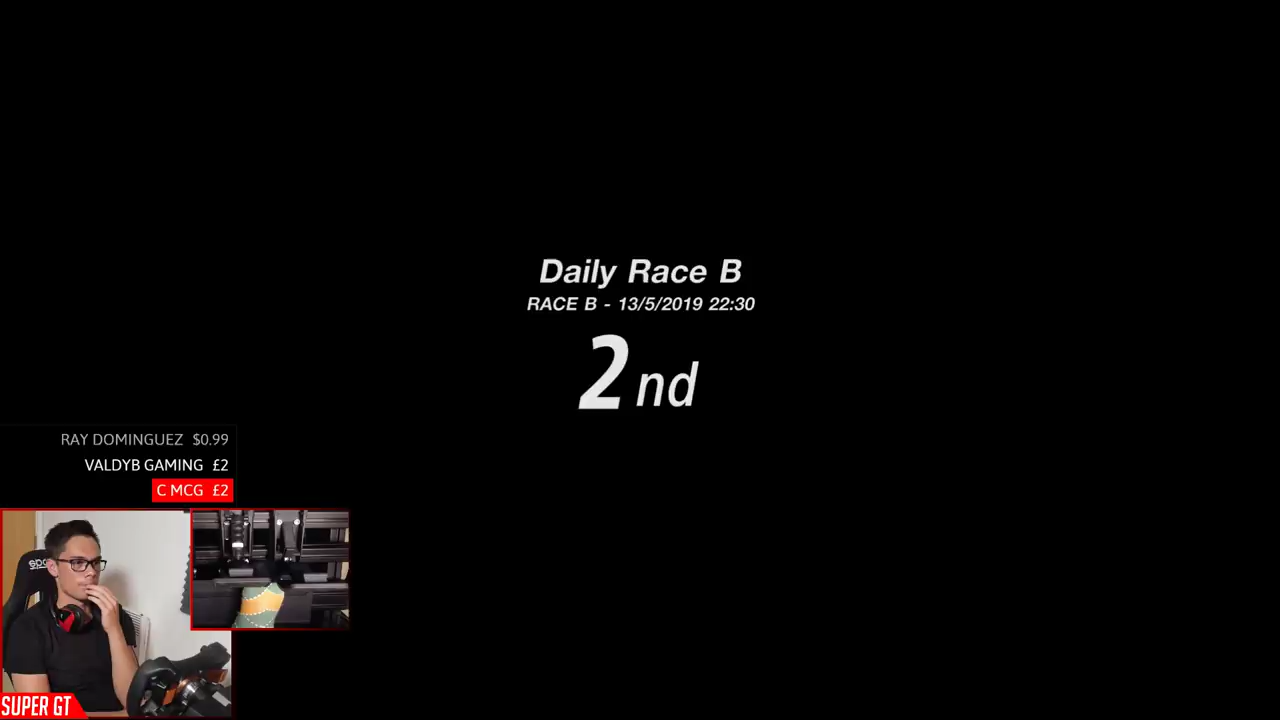 Daily Race B
RACE B - 13/5/2019 22:30
2nd
RAY DOMINGUEZ $0.99
VALDYB GAMING £2
C MCG £2
SUPER GT